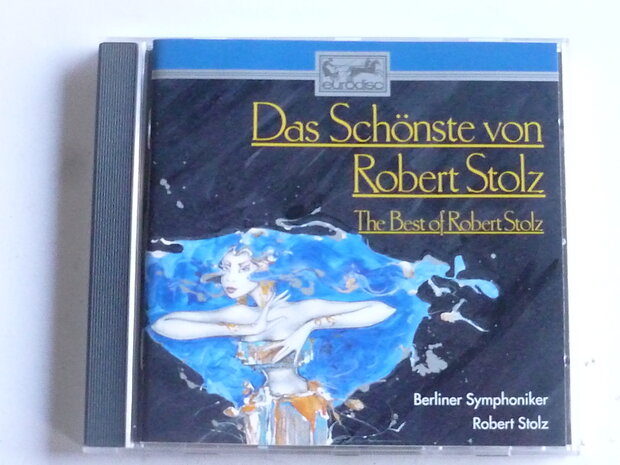 eurodisc
Das Schönste von
Robert Stolz
The Best of Robert Stolz
Berliner Symphoniker
Robert Stolz